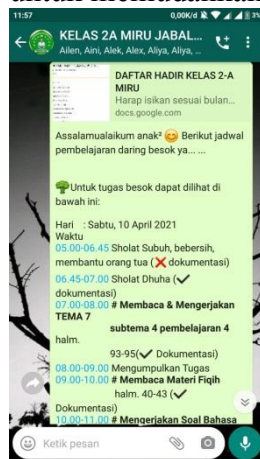 11:57
0,00K/d
3%
KELAS 2A MIRU JABAL...
Ailen, Aini, Alek, Alex, Aliya, Aliya, ...
DAFTAR HADIR KELAS 2-A
MIRU
Harap isikan sesuai bulan...
docs.google.com
Assalamualaikum anak² 😊 Berikut jadwal
pembelajaran daring besok ya... ...
🌳Untuk tugas besok dapat dilihat di
bawah ini:
Hari : Sabtu, 10 April 2021
Waktu
05.00-06.45 Sholat Subuh, bebersih,
membantu orang tua (❌ dokumentasi)
06.45-07.00 Sholat Dhuha (✔
dokumentasi)
07.00-08.00 # Membaca & Mengerjakan
TEMA 7
subtema 4 pembelajaran 4
halm.
93-95(✔ Dokumentasi)
08.00-09.00 Mengumpulkan Tugas
09.00-10.00 # Membaca Materi Fiqih
halm. 40-43 (✔
Dokumentasi)
10.00-11.00 # Mengerjakan Soal Bahasa
Ketik pesan